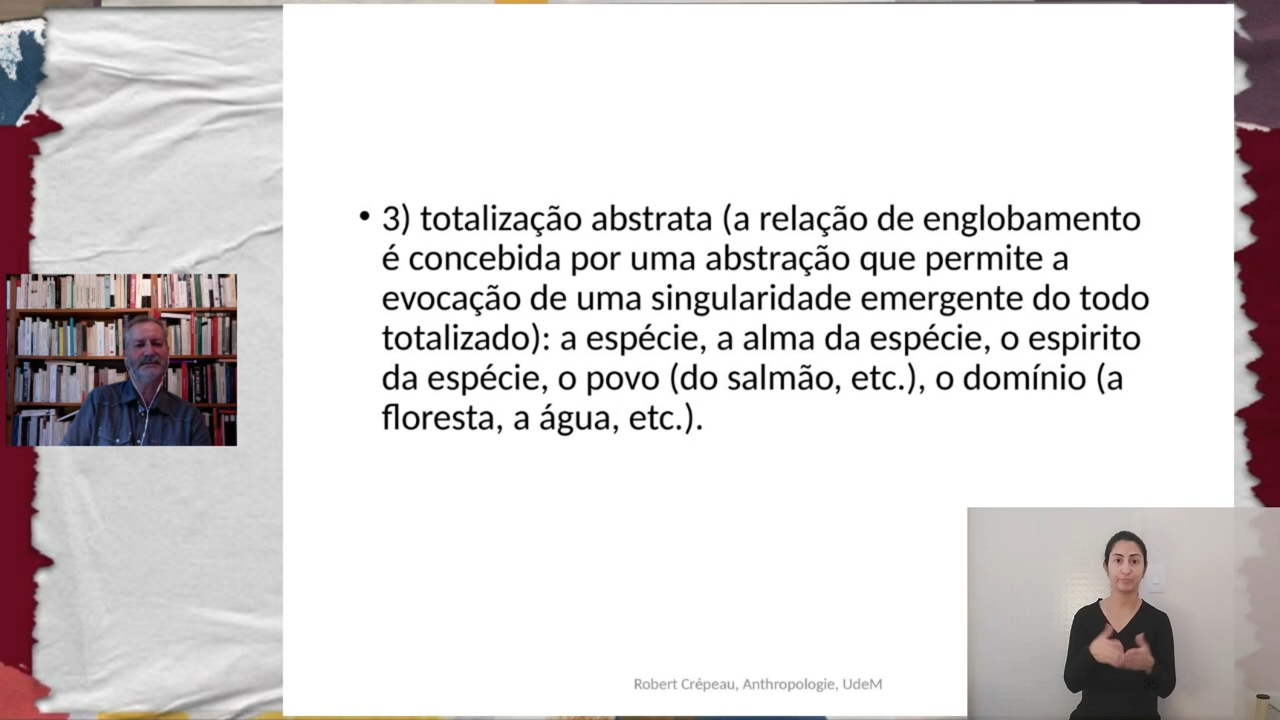 • 3) totalização abstrata (a relação de englobamento
é concebida por uma abstração que permite a
evocação de uma singularidade emergente do todo
totalizado): a espécie, a alma da espécie, o espirito
da espécie, o povo (do salmão, etc.), o domínio (a
floresta, a água, etc.).
Robert Crépeau, Anthropologie, UdeM